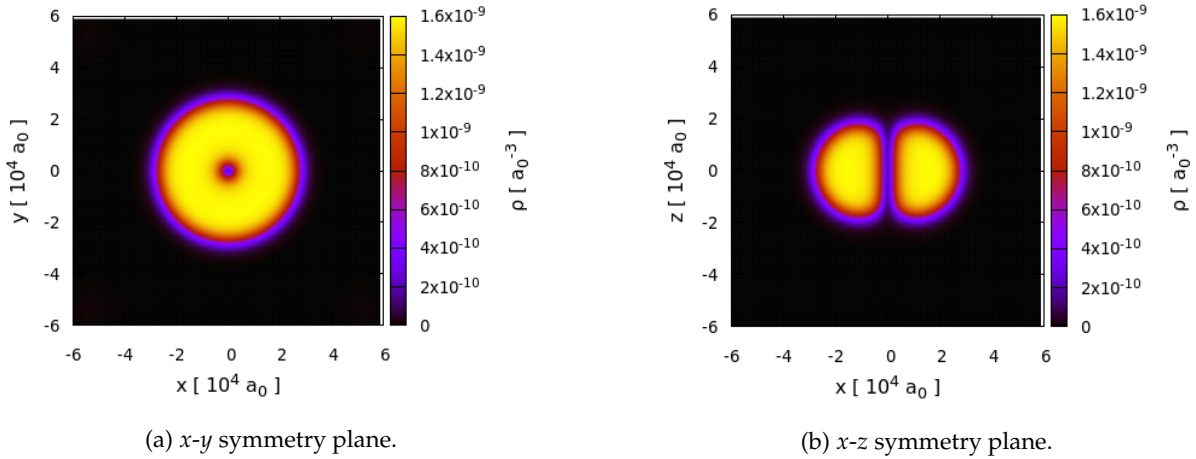 6
4
2
0
-2
-4
-6
y [ 10⁴ a₀ ]
-6 -4 -2 0 2 4 6
x [ 10⁴ a₀ ]
1.6x10⁻⁹
1.4x10⁻⁹
1.2x10⁻⁹
1x10⁻⁹
8x10⁻¹⁰
6x10⁻¹⁰
4x10⁻¹⁰
2x10⁻¹⁰
0
ρ [ a₀⁻³ ]
(a) x-y symmetry plane.
6
4
2
0
-2
-4
-6
z [ 10⁴ a₀ ]
-6 -4 -2 0 2 4 6
x [ 10⁴ a₀ ]
1.6x10⁻⁹
1.4x10⁻⁹
1.2x10⁻⁹
1x10⁻⁹
8x10⁻¹⁰
6x10⁻¹⁰
4x10⁻¹⁰
2x10⁻¹⁰
0
ρ [ a₀⁻³ ]
(b) x-z symmetry plane.